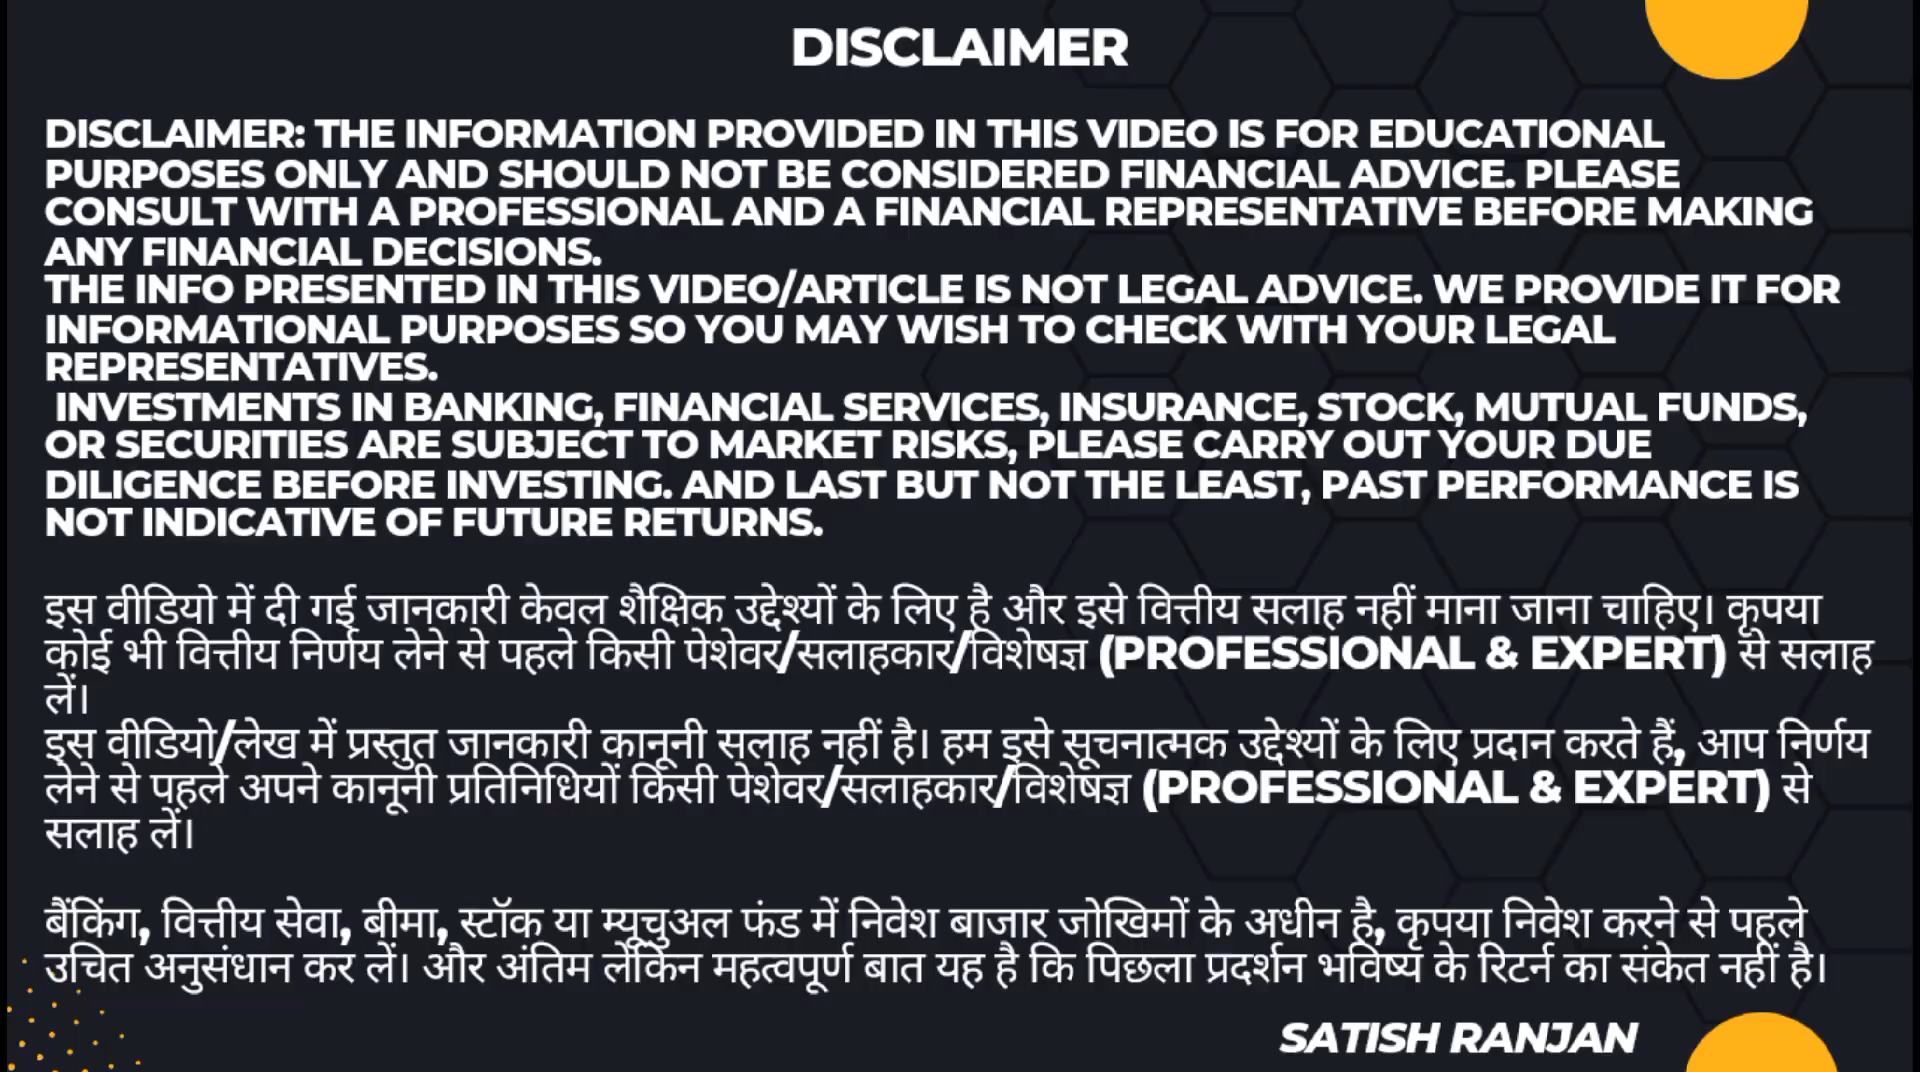 DISCLAIMER
DISCLAIMER: THE INFORMATION PROVIDED IN THIS VIDEO IS FOR EDUCATIONAL
PURPOSES ONLY AND SHOULD NOT BE CONSIDERED FINANCIAL ADVICE. PLEASE
CONSULT WITH A PROFESSIONAL AND A FINANCIAL REPRESENTATIVE BEFORE MAKING
ANY FINANCIAL DECISIONS.
THE INFO PRESENTED IN THIS VIDEO/ARTICLE IS NOT LEGAL ADVICE. WE PROVIDE IT FOR
INFORMATIONAL PURPOSES SO YOU MAY WISH TO CHECK WITH YOUR LEGAL
REPRESENTATIVES.
INVESTMENTS IN BANKING, FINANCIAL SERVICES, INSURANCE, STOCK, MUTUAL FUNDS,
OR SECURITIES ARE SUBJECT TO MARKET RISKS, PLEASE CARRY OUT YOUR DUE
DILIGENCE BEFORE INVESTING. AND LAST BUT NOT THE LEAST, PAST PERFORMANCE IS
NOT INDICATIVE OF FUTURE RETURNS.
इस वीडियो में दी गई जानकारी केवल शैक्षिक उद्देश्यों के लिए है और इसे वित्तीय सलाह नहीं माना जाना चाहिए। कृपया
कोई भी वित्तीय निर्णय लेने से पहले किसी पेशेवर/सलाहकार/विशेषज्ञ (PROFESSIONAL & EXPERT) से सलाह
लें।
इस वीडियो/लेख में प्रस्तुत जानकारी कानूनी सलाह नहीं है। हम इसे सूचनात्मक उद्देश्यों के लिए प्रदान करते हैं, आप निर्णय
लेने से पहले अपने कानूनी प्रतिनिधियों किसी पेशेवर/सलाहकार/विशेषज्ञ (PROFESSIONAL & EXPERT) से
सलाह लें।
बैंकिंग, वित्तीय सेवा, बीमा, स्टॉक या म्यूचुअल फंड में निवेश बाजार जोखिमों के अधीन है, कृपया निवेश करने से पहले
उचित अनुसंधान कर लें। और अंतिम लेकिन महत्वपूर्ण बात यह है कि पिछला प्रदर्शन भविष्य के रिटर्न का संकेत नहीं है।
SATISH RANJAN